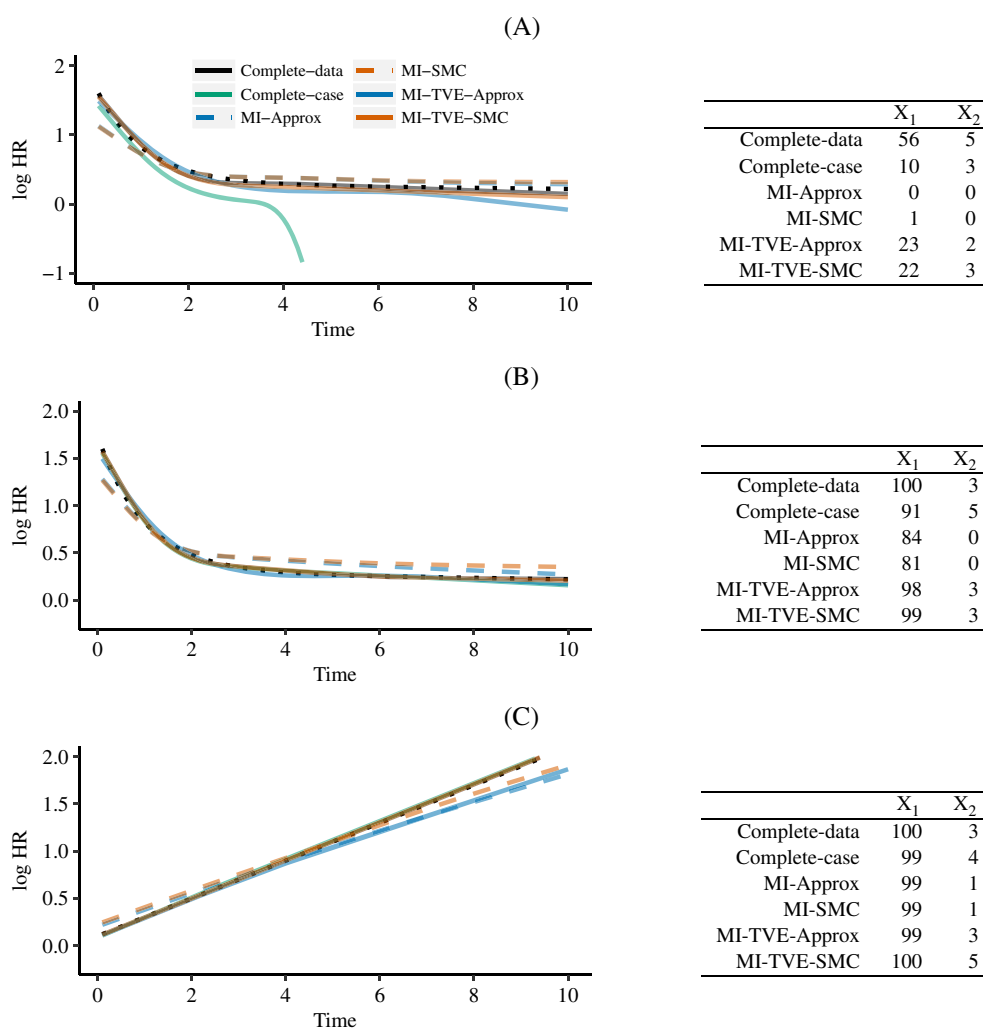 (A)
log HR
2
1
0
−1
Complete−data
Complete−case
MI−Approx
MI−SMC
MI−TVE−Approx
MI−TVE−SMC
0 2 4 6 8 10
Time
X1 X2
Complete-data 56 5
Complete-case 10 3
MI-Approx 0 0
MI-SMC 1 0
MI-TVE-Approx 23 2
MI-TVE-SMC 22 3
(B)
log HR
2.0
1.5
1.0
0.5
0.0
0 2 4 6 8 10
Time
X1 X2
Complete-data 100 3
Complete-case 91 5
MI-Approx 84 0
MI-SMC 81 0
MI-TVE-Approx 98 3
MI-TVE-SMC 99 3
(C)
log HR
2.0
1.5
1.0
0.5
0.0
0 2 4 6 8 10
Time
X1 X2
Complete-data 100 3
Complete-case 99 4
MI-Approx 99 1
MI-SMC 99 1
MI-TVE-Approx 99 3
MI-TVE-SMC 100 5